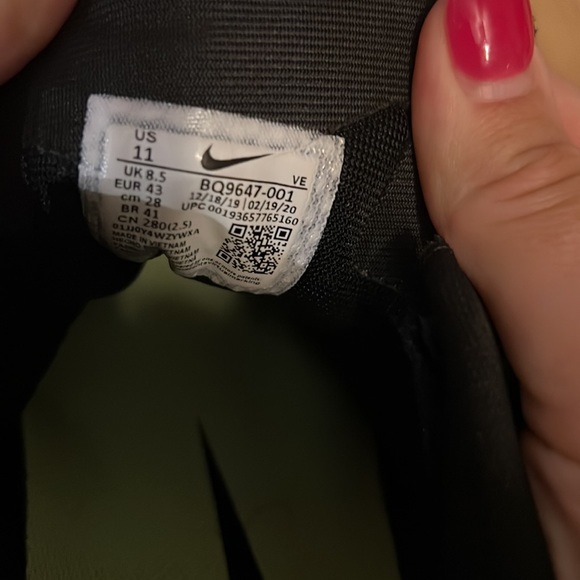 US
11
UK 8.5
EUR 43
cm 28
BR 41
CN 280(2.5)
VE
BQ9647-001
12/18/19 | 02/19/20
UPC 00193657765160
MADE IN VIETNAM